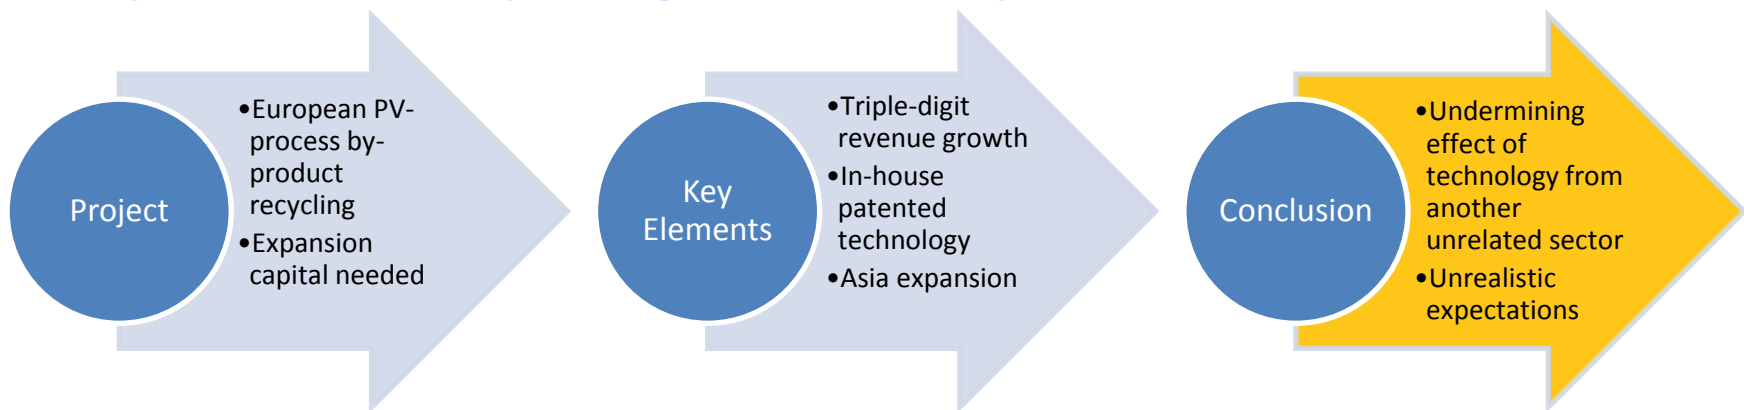 Project
•European PV-
process by-
product
recycling
•Expansion
capital needed
Key
Elements
•Triple-digit
revenue growth
•In-house
patented
technology
•Asia expansion
Conclusion
•Undermining
effect of
technology from
another
unrelated sector
•Unrealistic
expectations